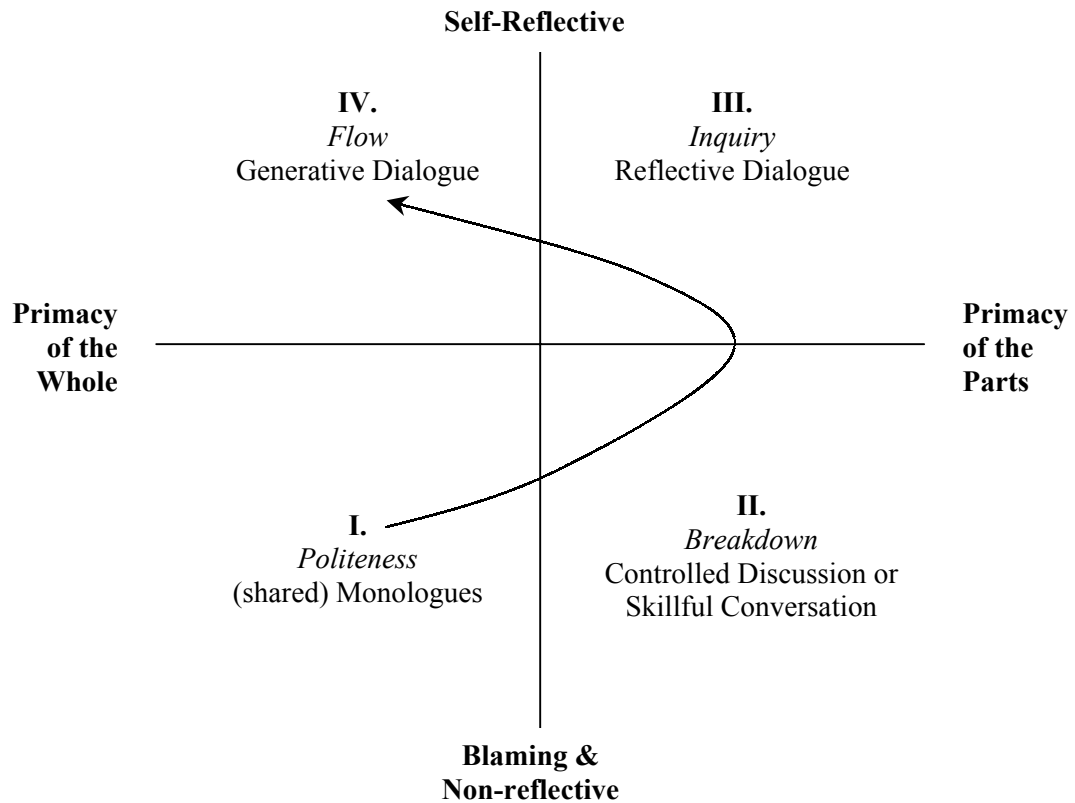 Self-Reflective
IV.
Flow
Generative Dialogue
III.
Inquiry
Reflective Dialogue
Primacy
of the
Whole
Primacy
of the
Parts
I.
Politeness
(shared) Monologues
II.
Breakdown
Controlled Discussion or
Skillful Conversation
Blaming &
Non-reflective